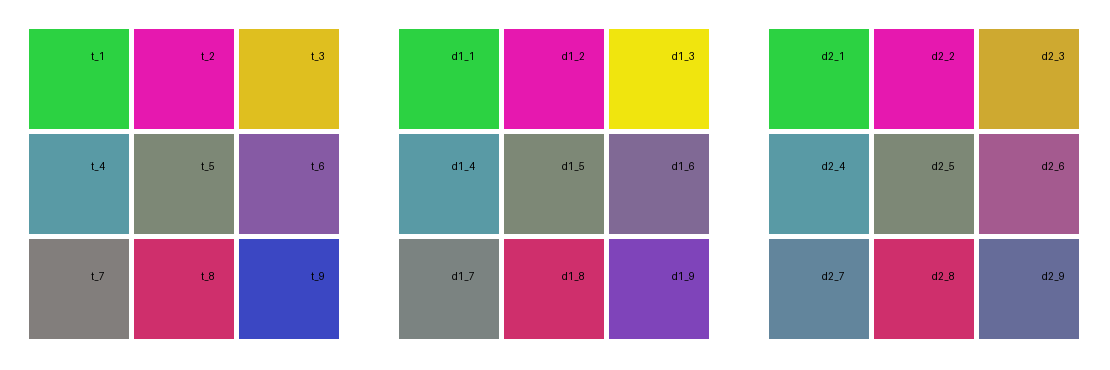 t_1 t_2 t_3 d1_1 d1_2 d1_3 d2_1 d2_2 d2_3
t_4 t_5 t_6 d1_4 d1_5 d1_6 d2_4 d2_5 d2_6
t_7 t_8 t_9 d1_7 d1_8 d1_9 d2_7 d2_8 d2_9